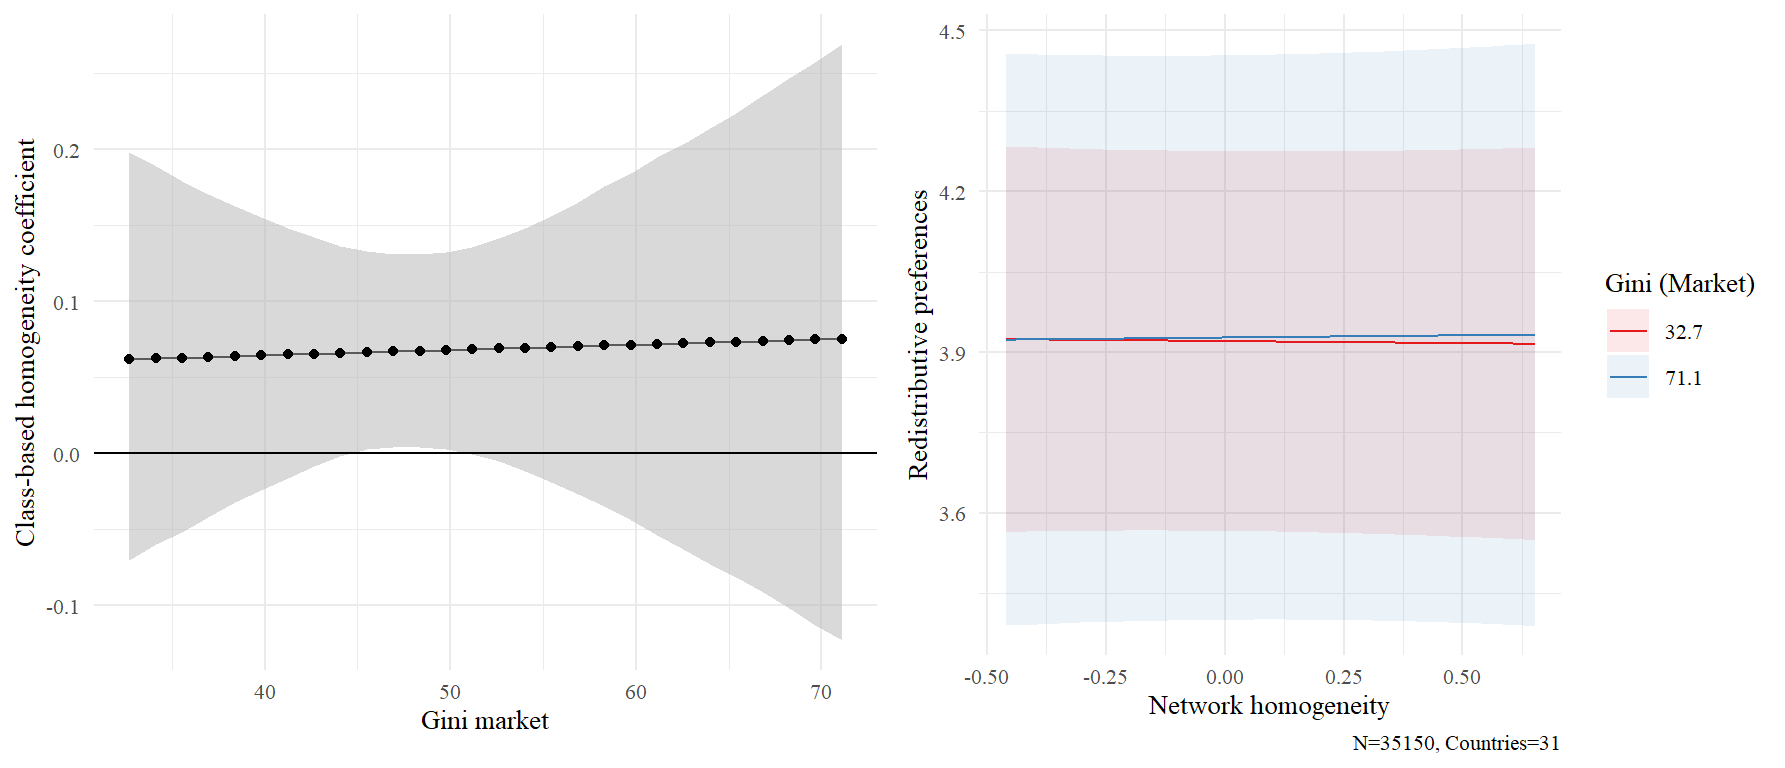 Class-based homogeneity coefficient
0.2
0.1
0.0
-0.1
40 50 60 70
Gini market
Redistributive preferences
4.5
4.2
3.9
3.6
-0.50 -0.25 0.00 0.25 0.50
Network homogeneity
N=35150, Countries=31
Gini (Market)
32.7
71.1